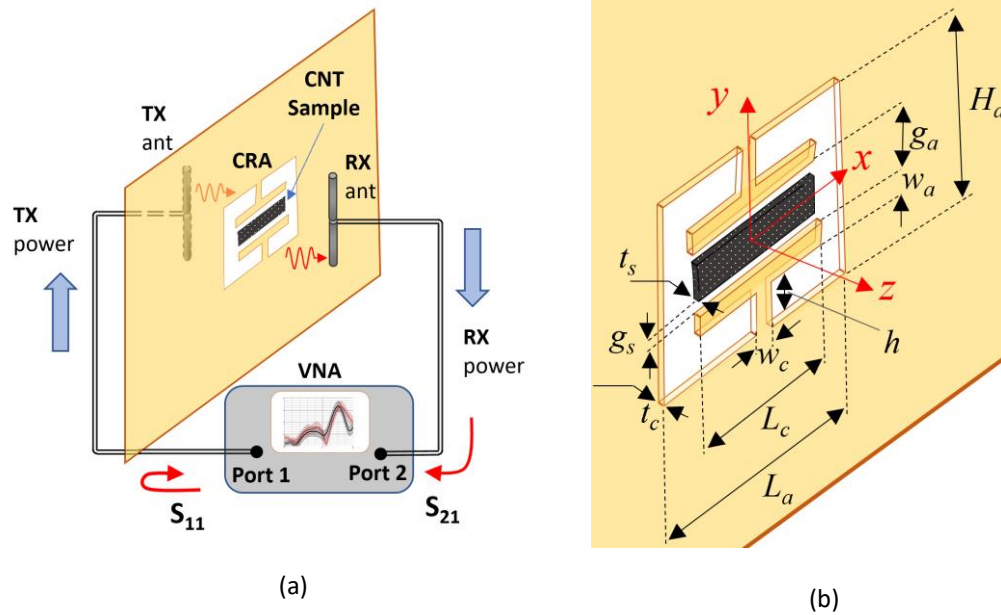 CNT
Sample
TX
ant
CRA
RX
ant
TX
power
RX
power
VNA
Port 1
Port 2
S11
S21
(a)
y
x
z
Ha
ga
wa
ts
gs
tc
wc
h
Lc
La
(b)